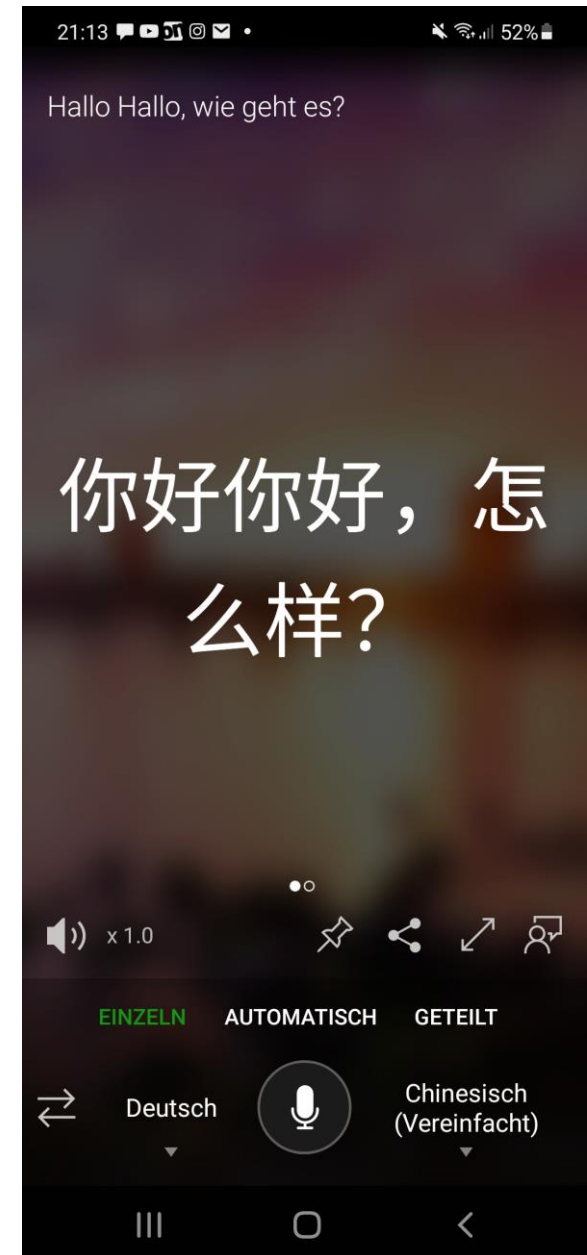 21:13
52%
Hallo Hallo, wie geht es?
你好你好，怎
么样？
x 1.0
EINZELN AUTOMATISCH GETEILT
Deutsch
Chinesisch
(Vereinfacht)